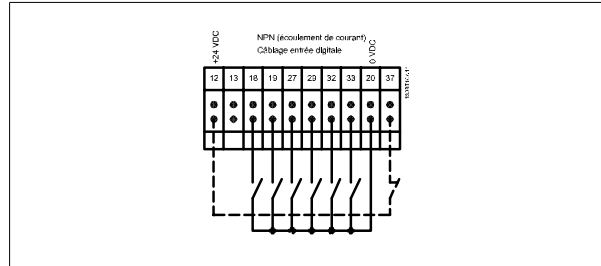 +24 VDC
NPN (écoulement de courant)
Câblage entrée digitale
0 VDC
12 13 18 19 27 29 32 33 20 37